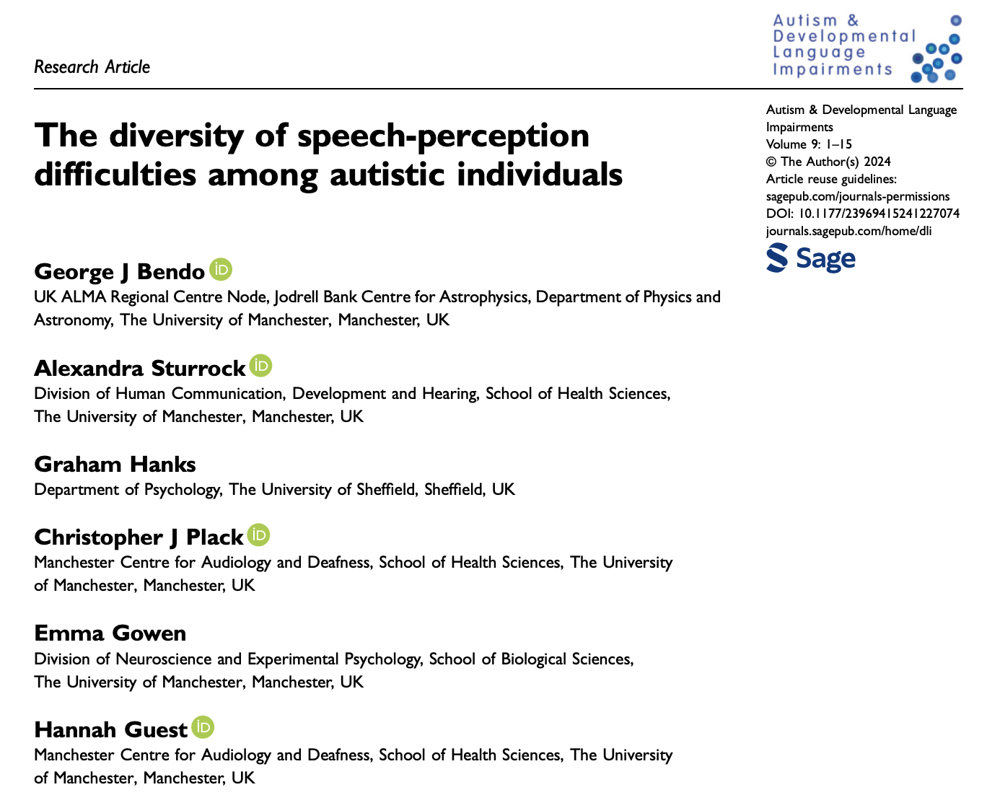 Research Article
Autism &
Developmental
Language
Impairments
The diversity of speech-perception
difficulties among autistic individuals
Autism & Developmental Language
Impairments
Volume 9: 1–15
© The Author(s) 2024
Article reuse guidelines:
sagepub.com/journals-permissions
DOI: 10.1177/23969415241227074
journals.sagepub.com/home/dli
Sage
George J Bendo iD
UK ALMA Regional Centre Node, Jodrell Bank Centre for Astrophysics, Department of Physics and
Astronomy, The University of Manchester, Manchester, UK
Alexandra Sturrock iD
Division of Human Communication, Development and Hearing, School of Health Sciences,
The University of Manchester, Manchester, UK
Graham Hanks
Department of Psychology, The University of Sheffield, Sheffield, UK
Christopher J Plack iD
Manchester Centre for Audiology and Deafness, School of Health Sciences, The University
of Manchester, Manchester, UK
Emma Gowen
Division of Neuroscience and Experimental Psychology, School of Biological Sciences,
The University of Manchester, Manchester, UK
Hannah Guest iD
Manchester Centre for Audiology and Deafness, School of Health Sciences, The University
of Manchester, Manchester, UK